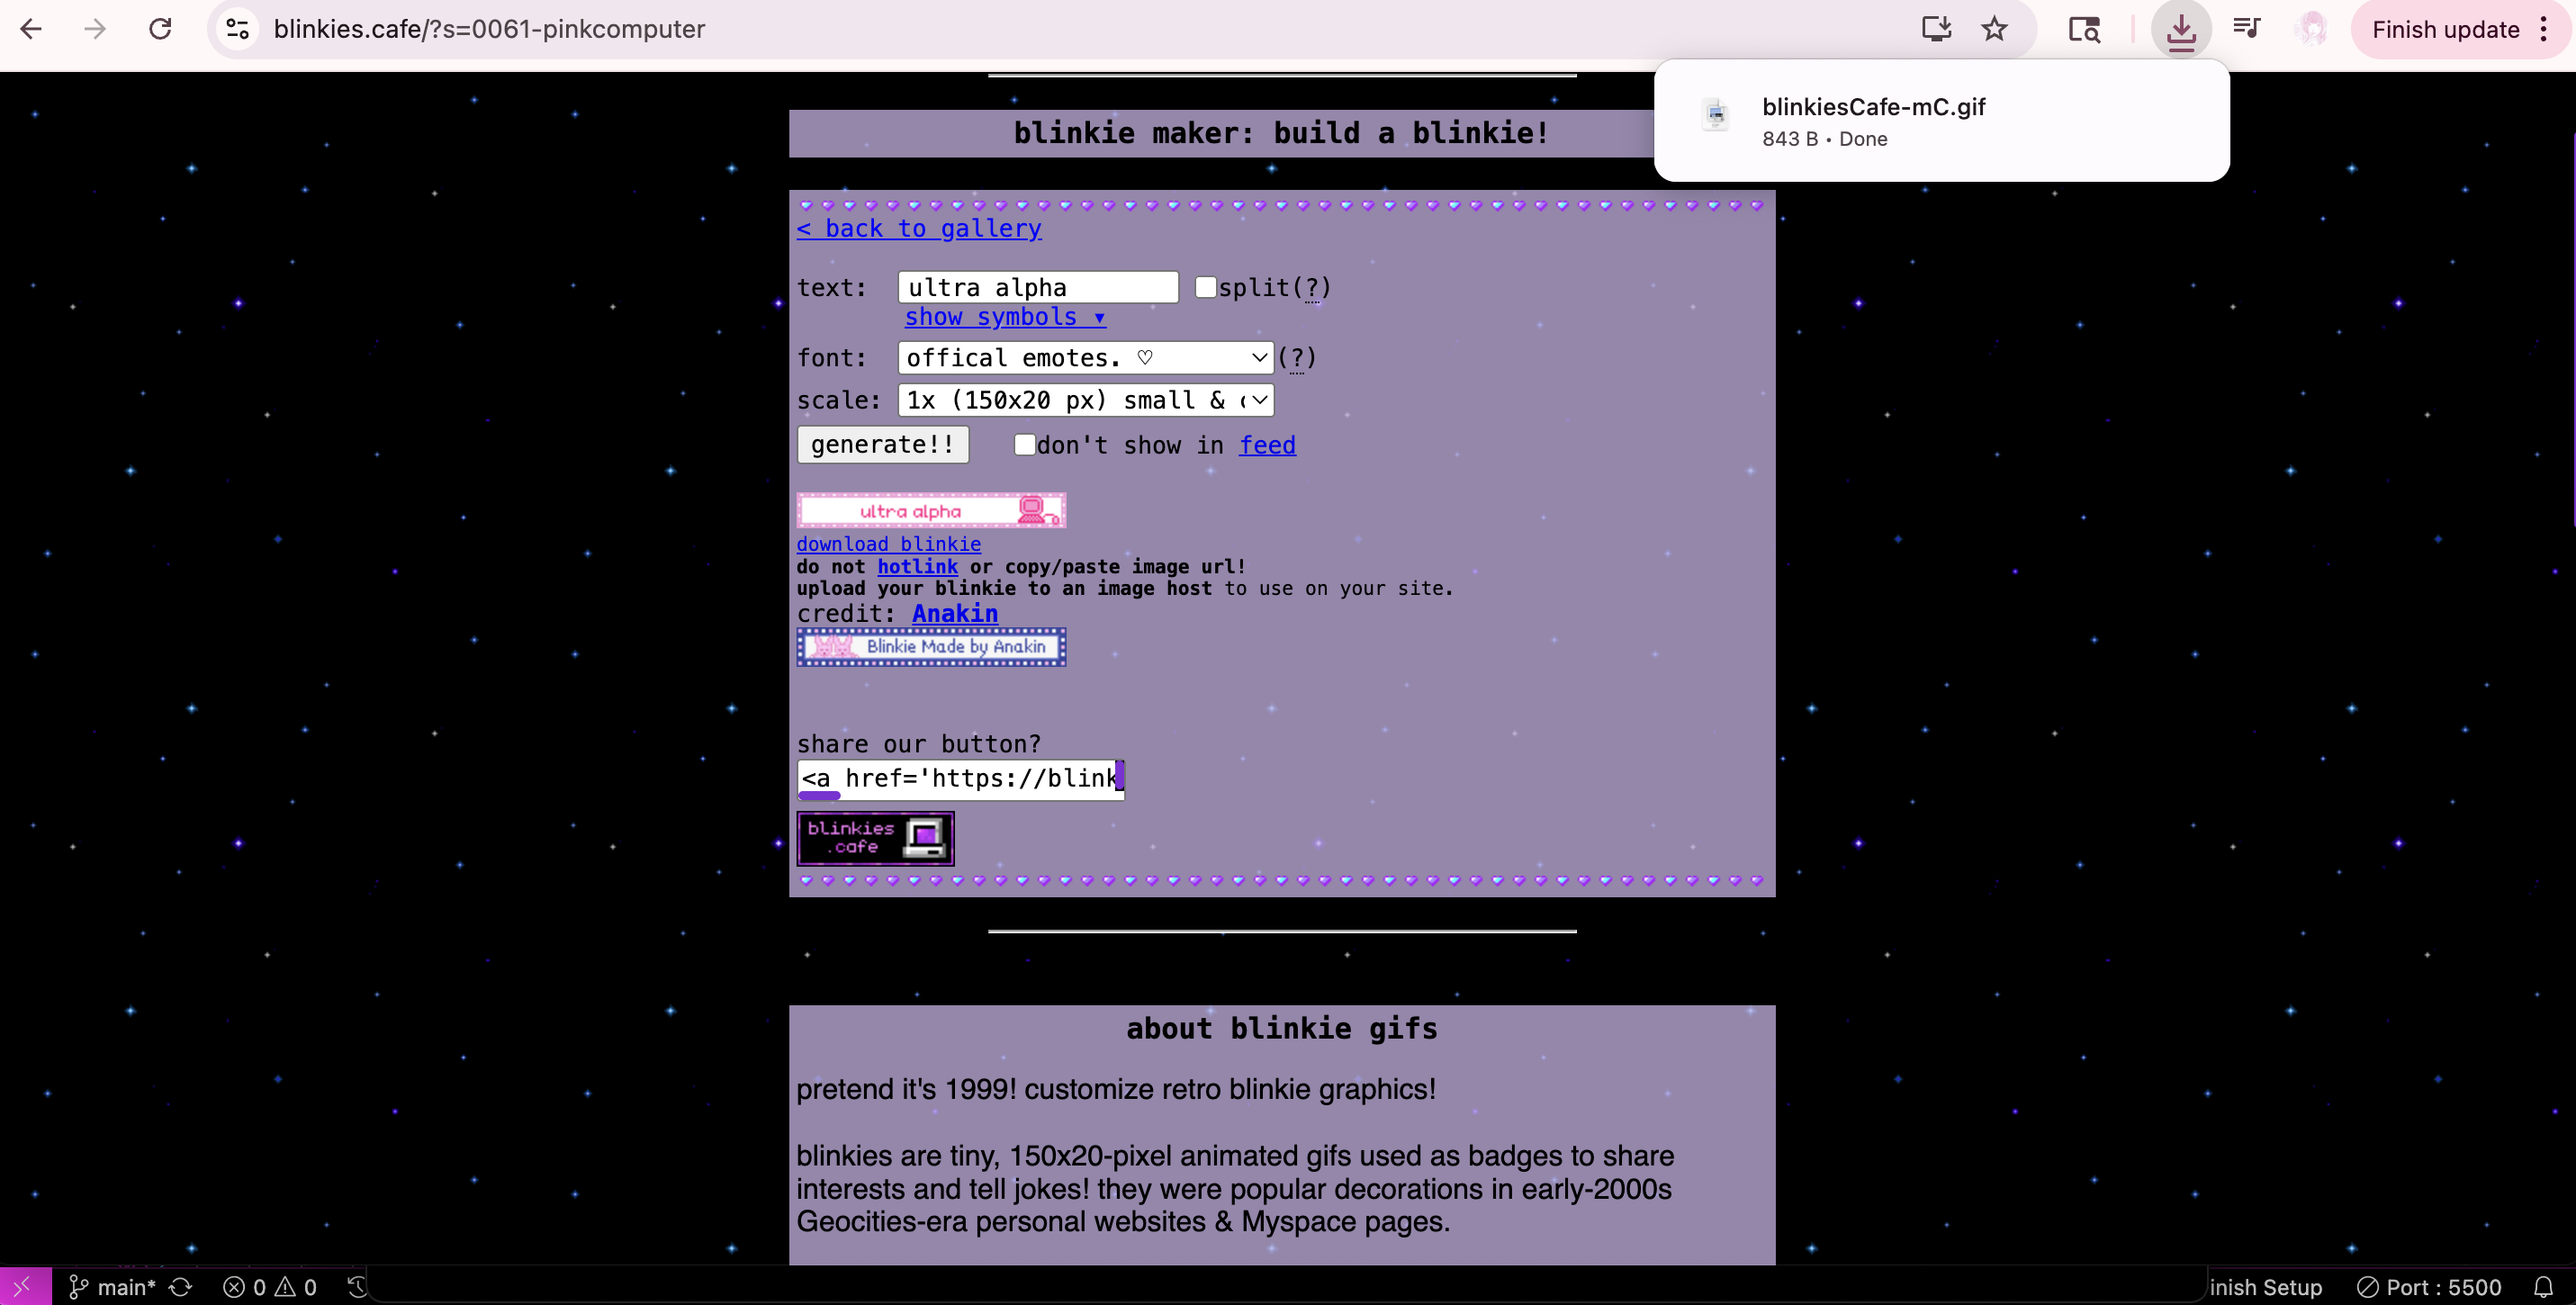 blinkies.cafe/?s=0061-pinkcomputer
Finish update
blinkiesCafe-mC.gif
843 B • Done
blinkie maker: build a blinkie!
< back to gallery
text: ultra alpha split(?)
show symbols ▾
font: offical emotes. ♡ (?)
scale: 1x (150x20 px) small &
generate!! don't show in feed
ultra alpha
download blinkie
do not hotlink or copy/paste image url!
upload your blinkie to an image host to use on your site.
credit: Anakin
Blinkie Made by Anakin
share our button?
<a href='https://blink
blinkies
.cafe
about blinkie gifs
pretend it's 1999! customize retro blinkie graphics!
blinkies are tiny, 150x20-pixel animated gifs used as badges to share
interests and tell jokes! they were popular decorations in early-2000s
Geocities-era personal websites & Myspace pages.
main* 0 0 inish Setup Port : 5500